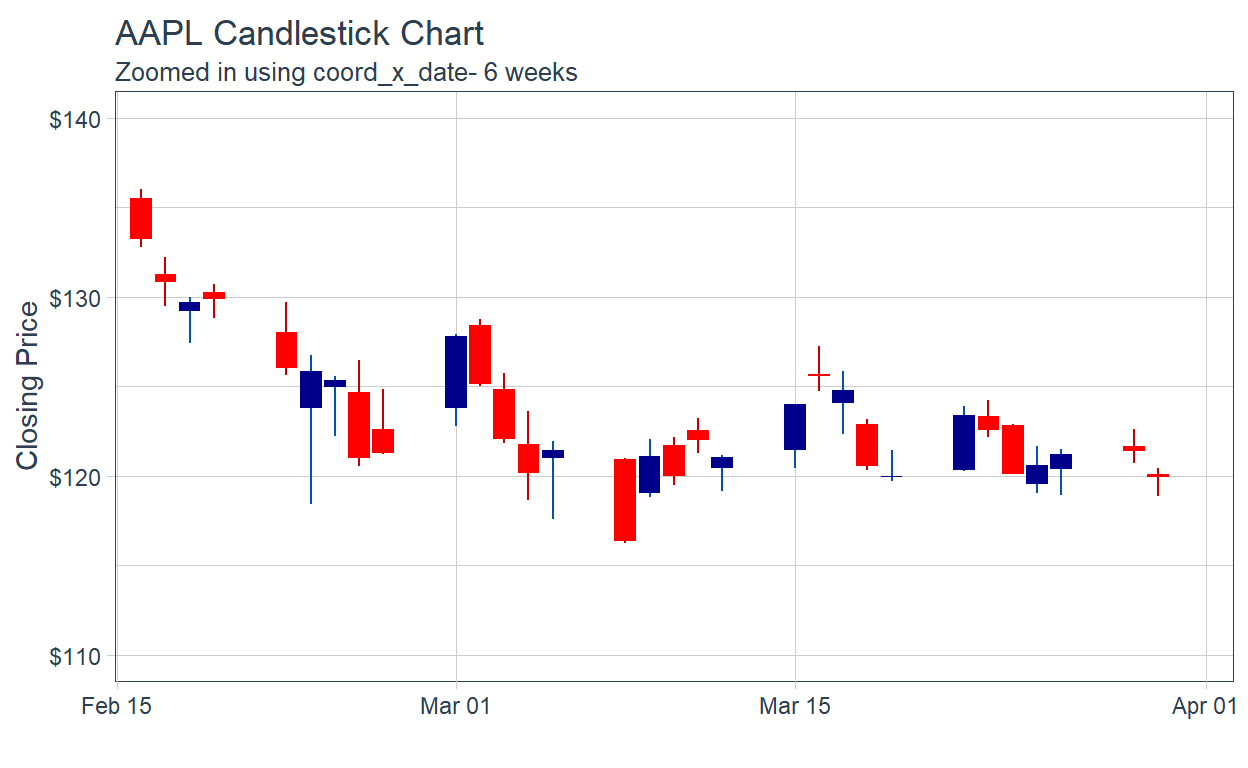 AAPL Candlestick Chart
Zoomed in using coord_x_date- 6 weeks
Closing Price
$140
$130
$120
$110
Feb 15
Mar 01
Mar 15
Apr 01